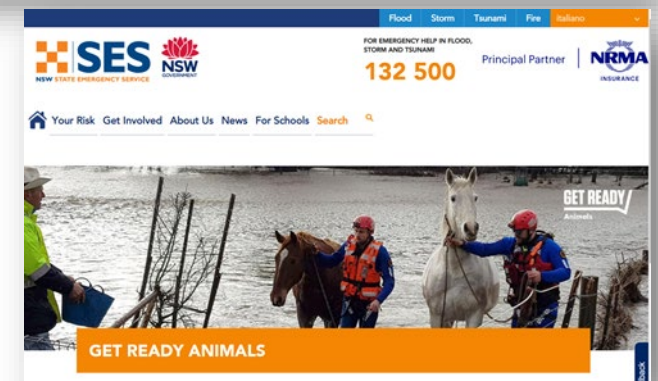 Flood Storm Tsunami Fire Italiano
SES
NSW STATE EMERGENCY SERVICE
NSW
GOVERNMENT
FOR EMERGENCY HELP IN FLOOD,
STORM AND TSUNAMI
132 500
Principal Partner
NRMA
INSURANCE
Your Risk Get Involved About Us News For Schools Search
GET READY
Animals
GET READY ANIMALS
back